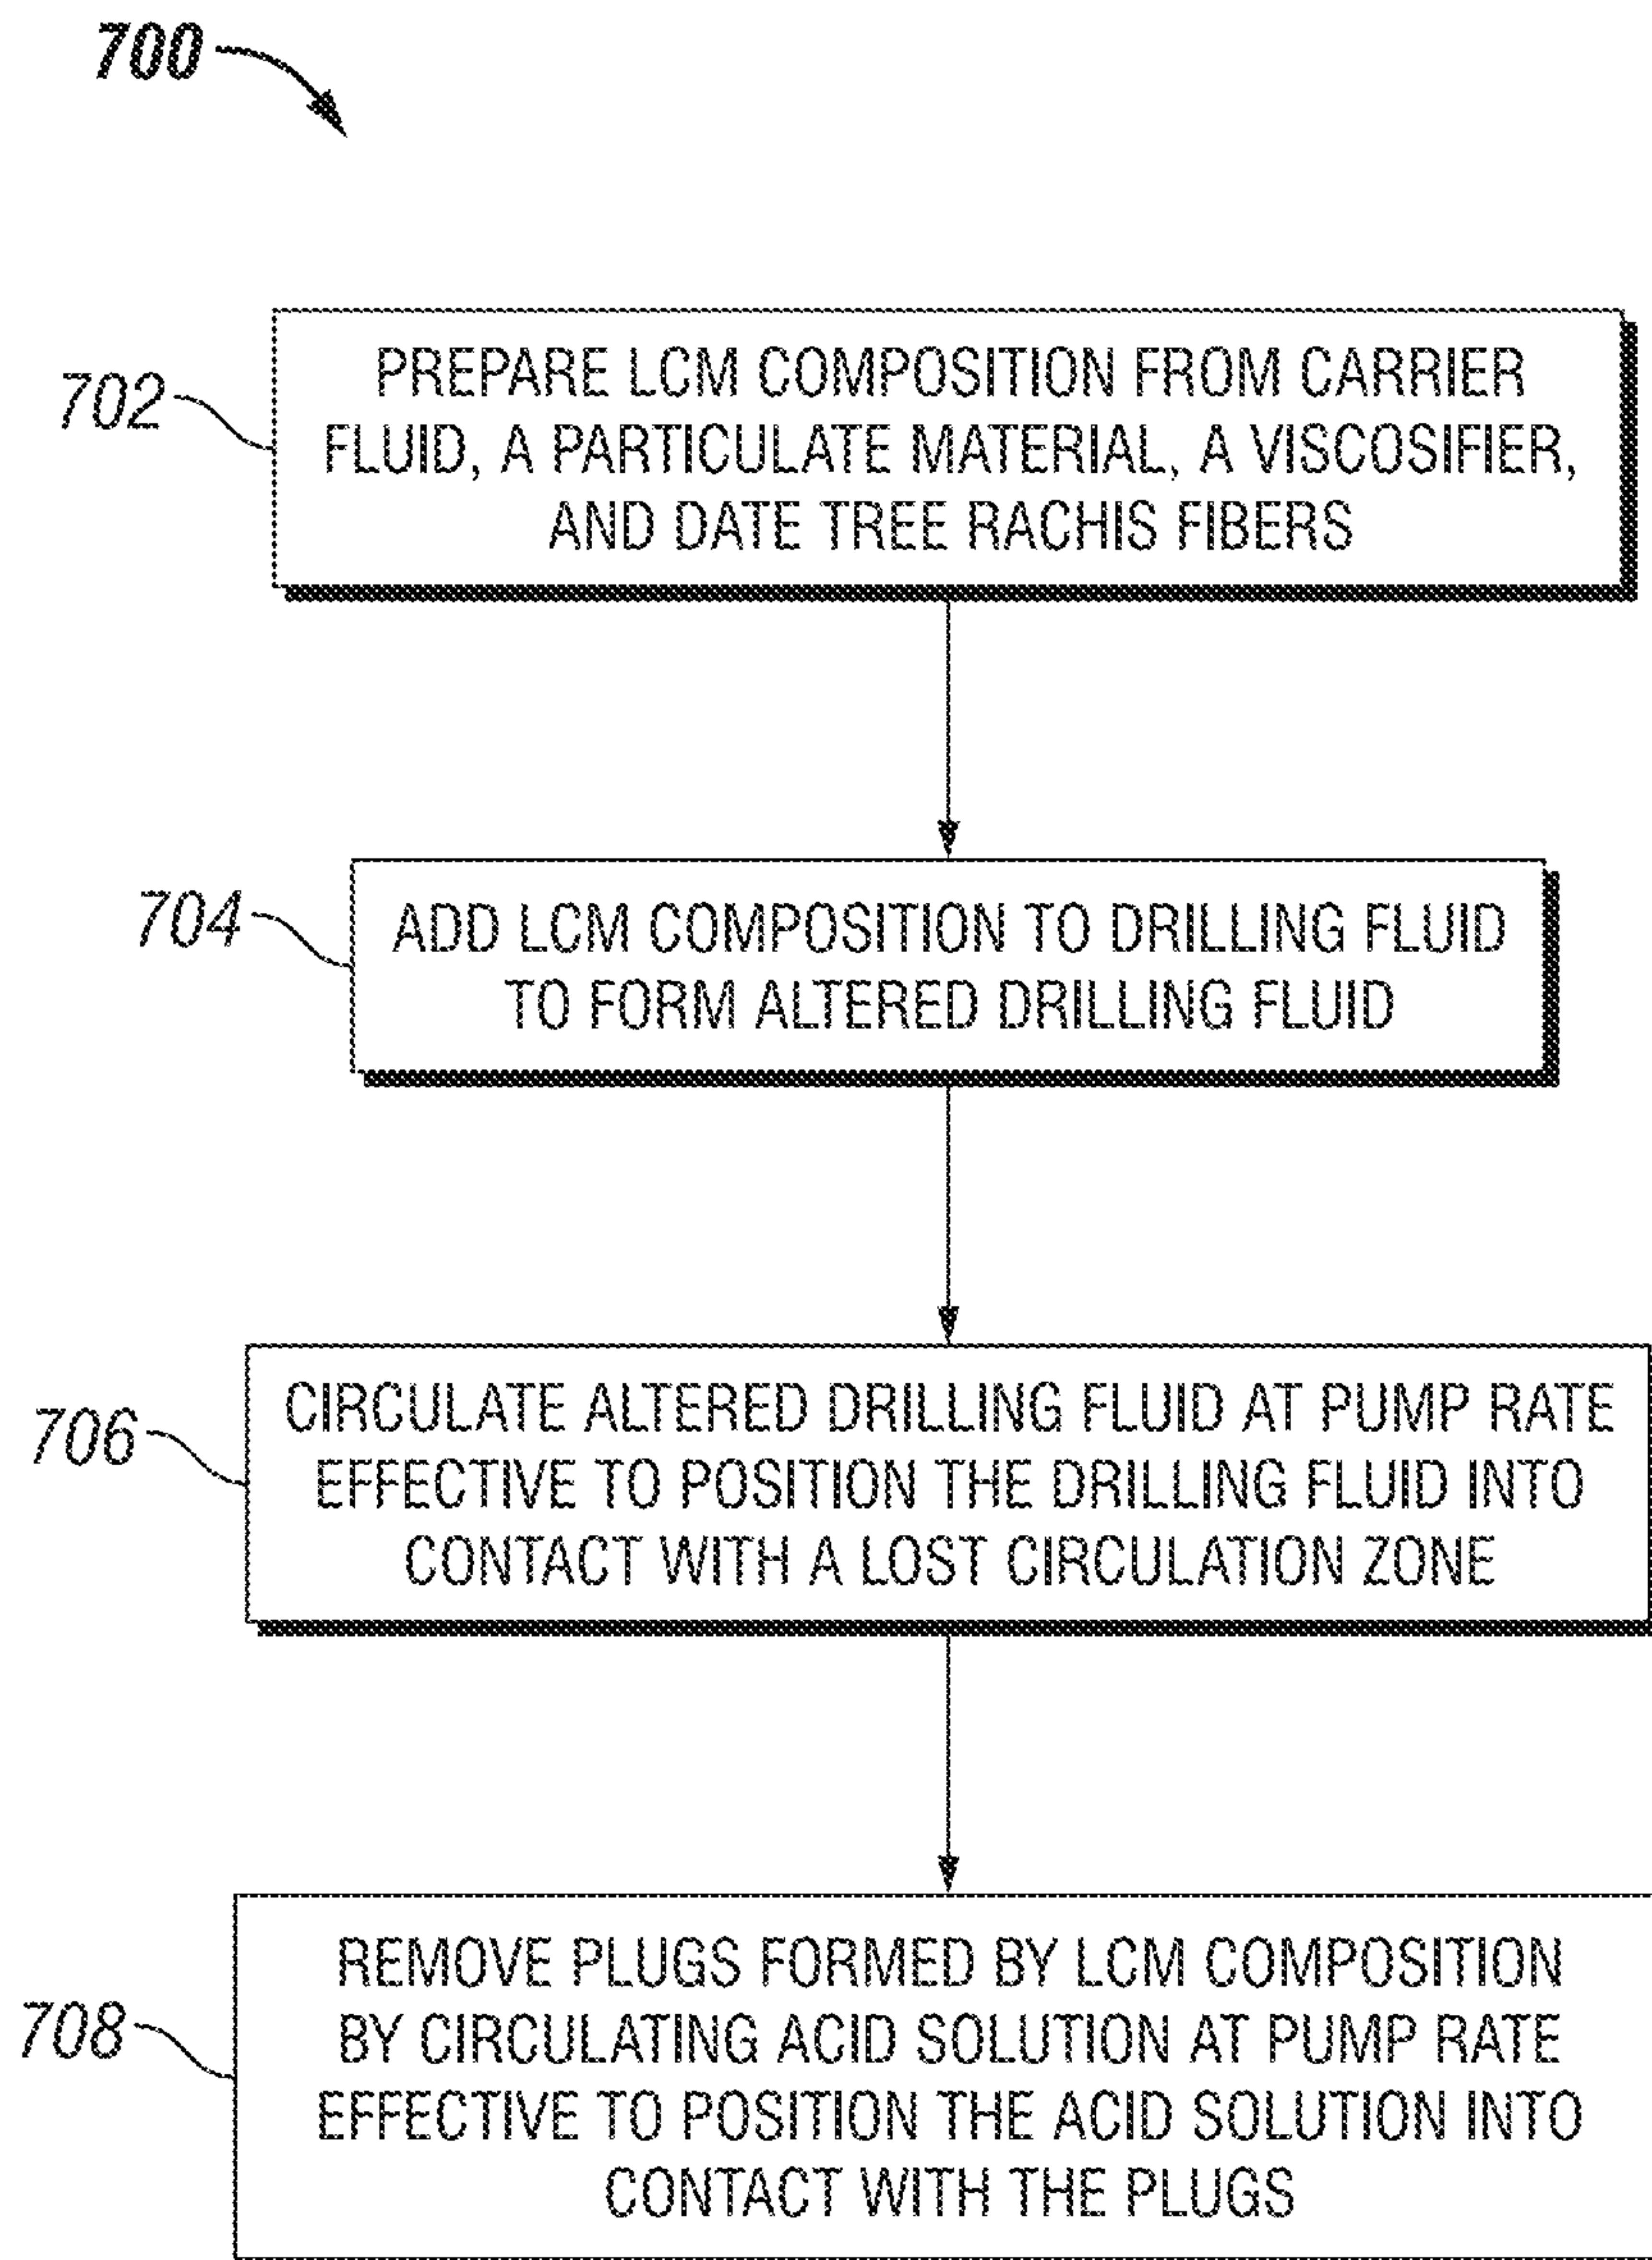 700
702
PREPARE LCM COMPOSITION FROM CARRIER
FLUID, A PARTICULATE MATERIAL, A VISCOSIFIER,
AND DATE TREE RACHIS FIBERS
704
ADD LCM COMPOSITION TO DRILLING FLUID
TO FORM ALTERED DRILLING FLUID
706
CIRCULATE ALTERED DRILLING FLUID AT PUMP RATE
EFFECTIVE TO POSITION THE DRILLING FLUID INTO
CONTACT WITH A LOST CIRCULATION ZONE
708
REMOVE PLUGS FORMED BY LCM COMPOSITION
BY CIRCULATING ACID SOLUTION AT PUMP RATE
EFFECTIVE TO POSITION THE ACID SOLUTION INTO
CONTACT WITH THE PLUGS